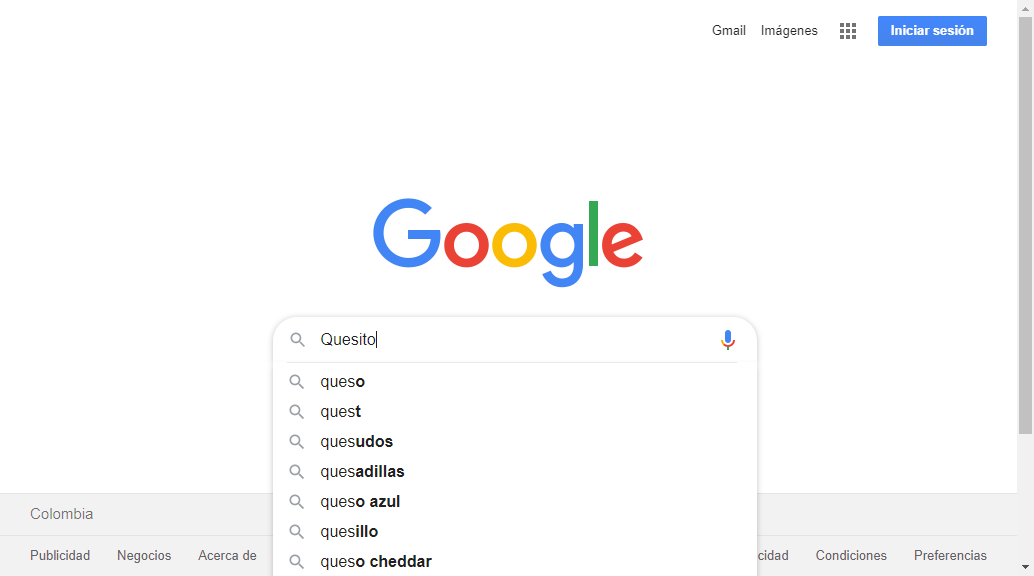 Gmail Imágenes Iniciar sesión
Google
Quesito
queso
quest
quesudos
quesadillas
queso azul
quesillo
queso cheddar
Colombia
Publicidad Negocios Acerca de cidad Condiciones Preferencias